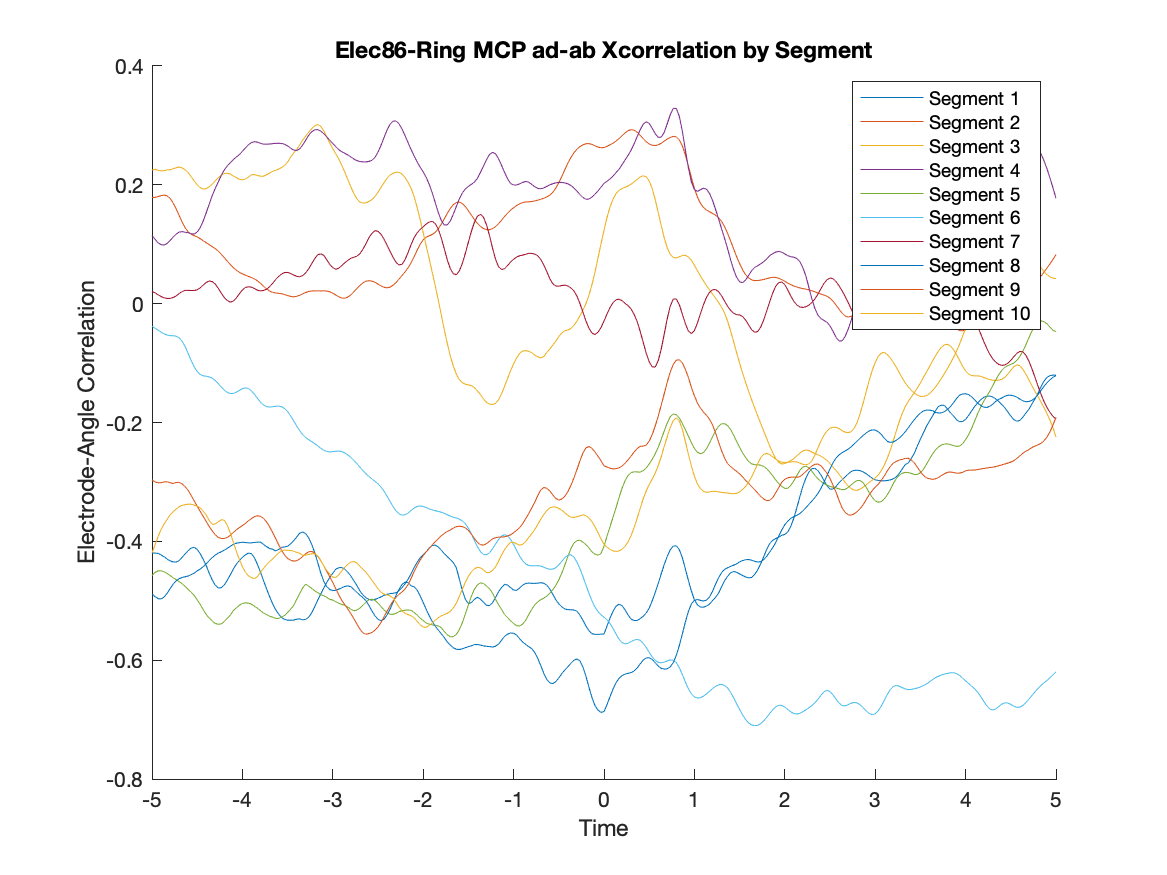 Elec86-Ring MCP ad-ab Xcorrelation by Segment
0.4
0.2
0
-0.2
-0.4
-0.6
-0.8
Electrode-Angle Correlation
Segment 1
Segment 2
Segment 3
Segment 4
Segment 5
Segment 6
Segment 7
Segment 8
Segment 9
Segment 10
-5 -4 -3 -2 -1 0 1 2 3 4 5
Time